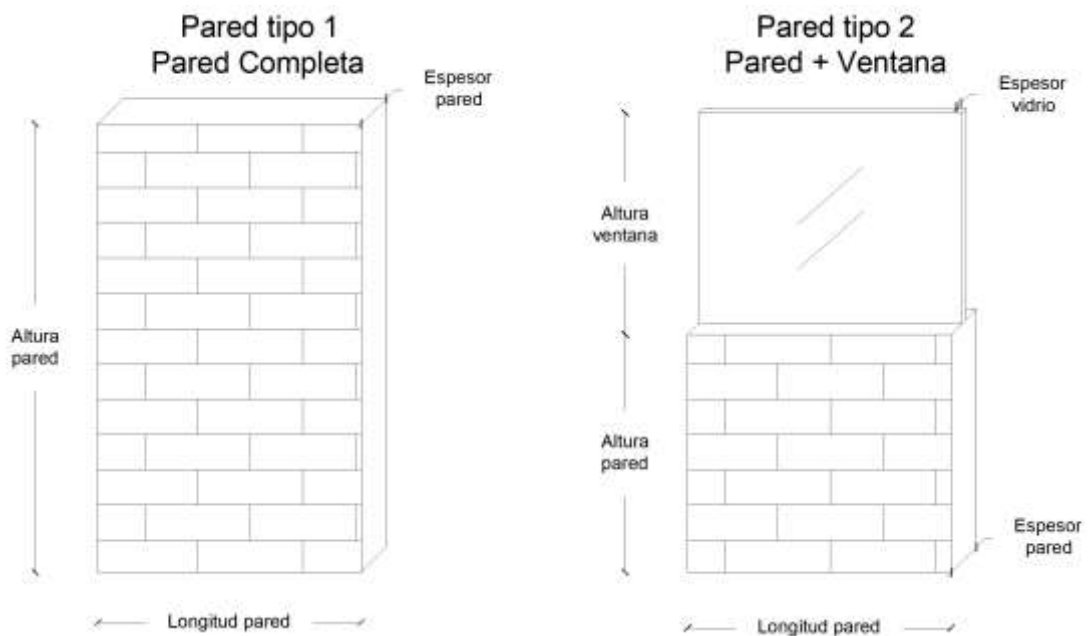 Pared tipo 1
Pared Completa
Espesor
pared
Altura
pared
Longitud pared
Pared tipo 2
Pared + Ventana
Espesor
vidrio
Altura
ventana
Altura
pared
Espesor
pared
Longitud pared